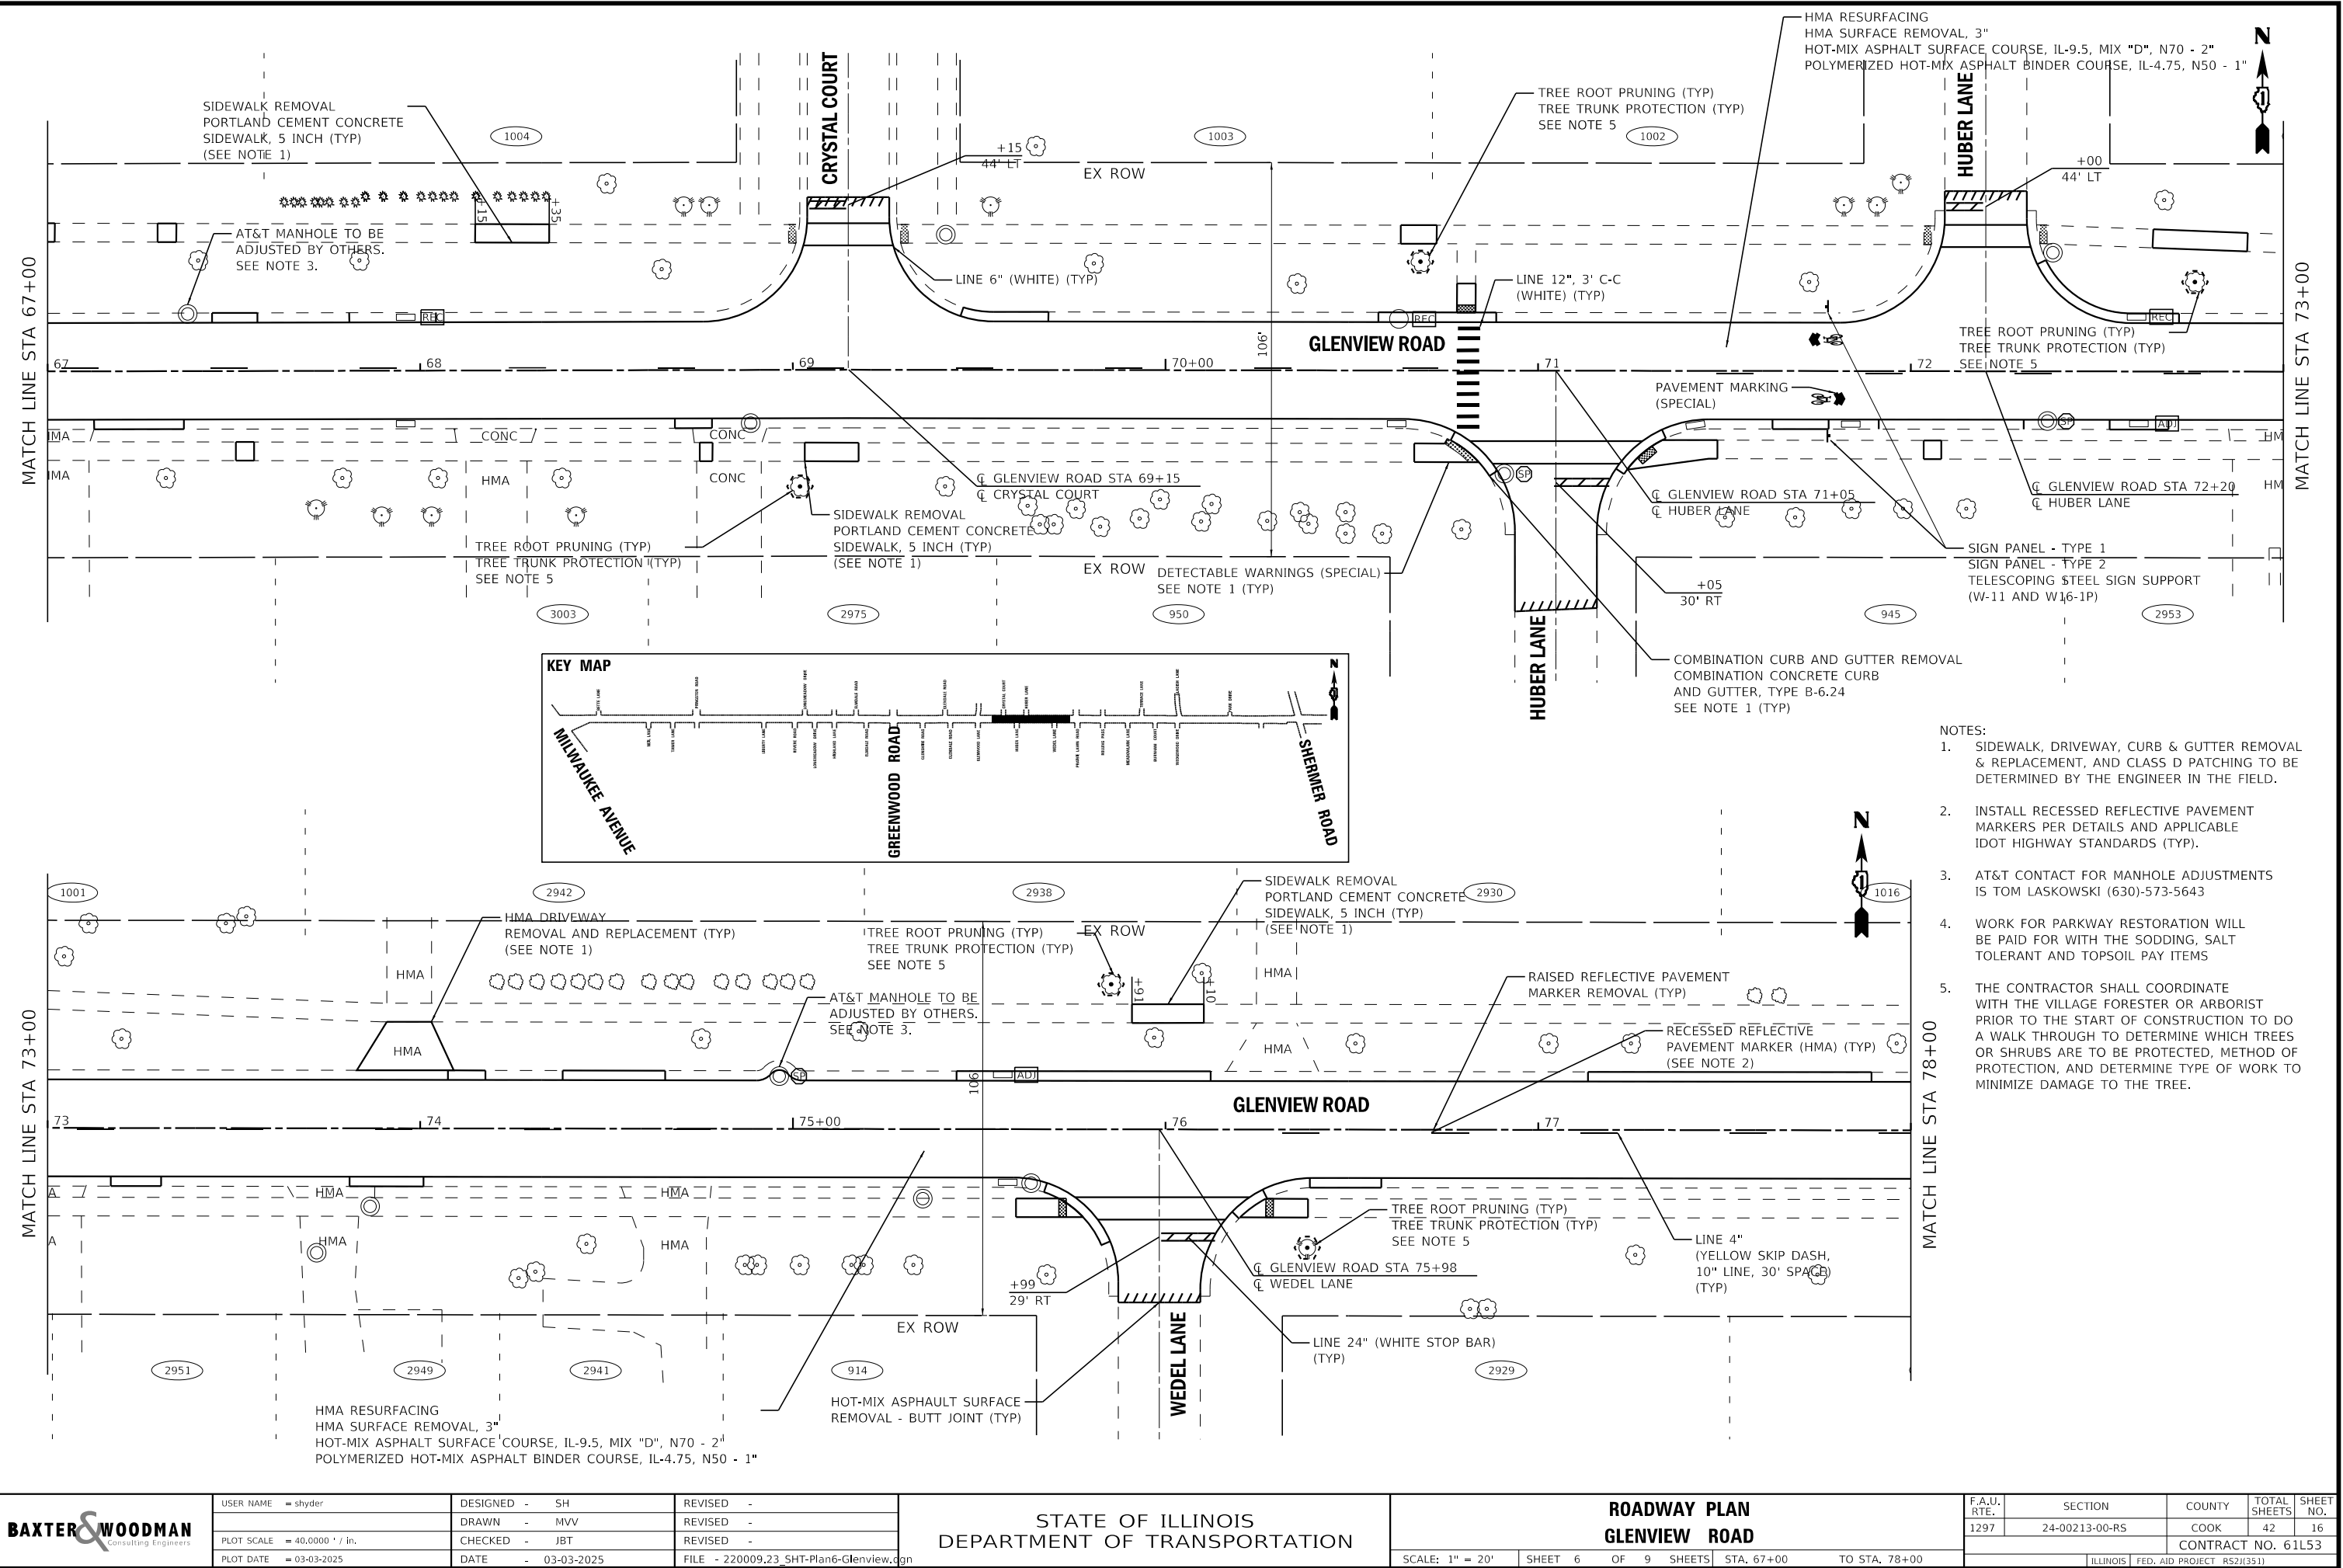 HMA RESURFACING
HMA SURFACE REMOVAL, 3"
HOT-MIX ASPHALT SURFACE COURSE, IL-9.5, MIX "D", N70 - 2"
POLYMERIZED HOT-MIX ASPHALT BINDER COURSE, IL-4.75, N50 - 1"
N
SIDEWALK REMOVAL
PORTLAND CEMENT CONCRETE
SIDEWALK, 5 INCH (TYP)
(SEE NOTE 1)
1004
CRYSTAL COURT
+15
44' LT
EX ROW
1003
TREE ROOT PRUNING (TYP)
TREE TRUNK PROTECTION (TYP)
SEE NOTE 5
1002
HUBER LANE
+00
44' LT
+15
+35
AT&T MANHOLE TO BE
ADJUSTED BY OTHERS.
SEE NOTE 3.
LINE 6" (WHITE) (TYP)
LINE 12", 3' C-C
(WHITE) (TYP)
MATCH LINE STA 67+00
MATCH LINE STA 73+00
REC
REC
REC
106'
GLENVIEW ROAD
TREE ROOT PRUNING (TYP)
TREE TRUNK PROTECTION (TYP)
SEE NOTE 5
67
68
69
70+00
71
72
PAVEMENT MARKING
(SPECIAL)
HMA
HMA
CONC
CONC
HMA
CONC
SP
SP
ADJ
HM
HM
℄ GLENVIEW ROAD STA 69+15
℄ CRYSTAL COURT
℄ GLENVIEW ROAD STA 71+05
℄ HUBER LANE
℄ GLENVIEW ROAD STA 72+20
℄ HUBER LANE
SIDEWALK REMOVAL
PORTLAND CEMENT CONCRETE
SIDEWALK, 5 INCH (TYP)
(SEE NOTE 1)
TREE ROOT PRUNING (TYP)
TREE TRUNK PROTECTION (TYP)
SEE NOTE 5
EX ROW
DETECTABLE WARNINGS (SPECIAL)
SEE NOTE 1 (TYP)
+05
30' RT
SIGN PANEL - TYPE 1
SIGN PANEL - TYPE 2
TELESCOPING STEEL SIGN SUPPORT
(W-11 AND W16-1P)
3003
2975
950
945
2953
HUBER LANE
COMBINATION CURB AND GUTTER REMOVAL
COMBINATION CONCRETE CURB
AND GUTTER, TYPE B-6.24
SEE NOTE 1 (TYP)
KEY MAP
N
MILWAUKEE AVENUE
GREENWOOD ROAD
SHERMER ROAD
NOTES:
1. SIDEWALK, DRIVEWAY, CURB & GUTTER REMOVAL
& REPLACEMENT, AND CLASS D PATCHING TO BE
DETERMINED BY THE ENGINEER IN THE FIELD.
2. INSTALL RECESSED REFLECTIVE PAVEMENT
MARKERS PER DETAILS AND APPLICABLE
IDOT HIGHWAY STANDARDS (TYP).
3. AT&T CONTACT FOR MANHOLE ADJUSTMENTS
IS TOM LASKOWSKI (630)-573-5643
4. WORK FOR PARKWAY RESTORATION WILL
BE PAID FOR WITH THE SODDING, SALT
TOLERANT AND TOPSOIL PAY ITEMS
5. THE CONTRACTOR SHALL COORDINATE
WITH THE VILLAGE FORESTER OR ARBORIST
PRIOR TO THE START OF CONSTRUCTION TO DO
A WALK THROUGH TO DETERMINE WHICH TREES
OR SHRUBS ARE TO BE PROTECTED, METHOD OF
PROTECTION, AND DETERMINE TYPE OF WORK TO
MINIMIZE DAMAGE TO THE TREE.
N
1001
2942
2938
2930
1016
HMA DRIVEWAY
REMOVAL AND REPLACEMENT (TYP)
(SEE NOTE 1)
TREE ROOT PRUNING (TYP)
TREE TRUNK PROTECTION (TYP)
SEE NOTE 5
EX ROW
SIDEWALK REMOVAL
PORTLAND CEMENT CONCRETE
SIDEWALK, 5 INCH (TYP)
(SEE NOTE 1)
HMA
HMA
+91
+10
AT&T MANHOLE TO BE
ADJUSTED BY OTHERS.
SEE NOTE 3.
RAISED REFLECTIVE PAVEMENT
MARKER REMOVAL (TYP)
RECESSED REFLECTIVE
PAVEMENT MARKER (HMA) (TYP)
(SEE NOTE 2)
HMA
HMA
MATCH LINE STA 73+00
MATCH LINE STA 78+00
SP
ADJ
106'
GLENVIEW ROAD
73
74
75+00
76
77
A
HMA
HMA
A
HMA
HMA
TREE ROOT PRUNING (TYP)
TREE TRUNK PROTECTION (TYP)
SEE NOTE 5
LINE 4"
(YELLOW SKIP DASH,
10" LINE, 30' SPACE)
(TYP)
℄ GLENVIEW ROAD STA 75+98
℄ WEDEL LANE
+99
29' RT
EX ROW
LINE 24" (WHITE STOP BAR)
(TYP)
WEDEL LANE
2951
2949
2941
914
2929
HOT-MIX ASPHAULT SURFACE
REMOVAL - BUTT JOINT (TYP)
HMA RESURFACING
HMA SURFACE REMOVAL, 3"
HOT-MIX ASPHALT SURFACE COURSE, IL-9.5, MIX "D", N70 - 2"
POLYMERIZED HOT-MIX ASPHALT BINDER COURSE, IL-4.75, N50 - 1"
BAXTER & WOODMAN
Consulting Engineers
USER NAME = shyder
PLOT SCALE = 40.0000 ' / in.
PLOT DATE = 03-03-2025
DESIGNED - SH
DRAWN - MVV
CHECKED - JBT
DATE - 03-03-2025
REVISED -
REVISED -
REVISED -
FILE - 220009.23_SHT-Plan6-Glenview.dgn
STATE OF ILLINOIS
DEPARTMENT OF TRANSPORTATION
ROADWAY PLAN
GLENVIEW ROAD
SCALE: 1" = 20' SHEET 6 OF 9 SHEETS STA. 67+00 TO STA. 78+00
F.A.U. RTE. SECTION COUNTY TOTAL SHEETS SHEET NO.
1297 24-00213-00-RS COOK 42 16
CONTRACT NO. 61L53
ILLINOIS FED. AID PROJECT RS2J(351)